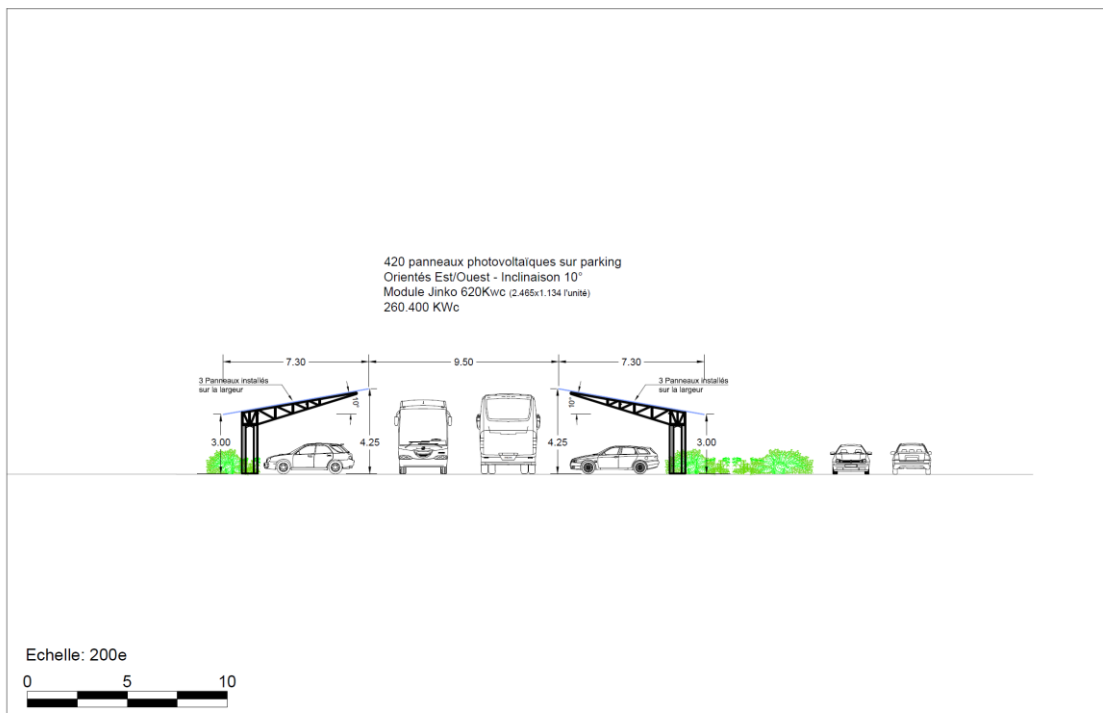 420 panneaux photovoltaïques sur parking
Orientés Est/Ouest - Inclinaison 10°
Module Jinko 620Kwc (2.465x1.134 l'unité)
260.400 KWc
7.30
9.50
7.30
3 Panneaux installés
sur la largeur
3 Panneaux installés
sur la largeur
10°
10°
3.00
4.25
4.25
3.00
Echelle: 200e
0 5 10